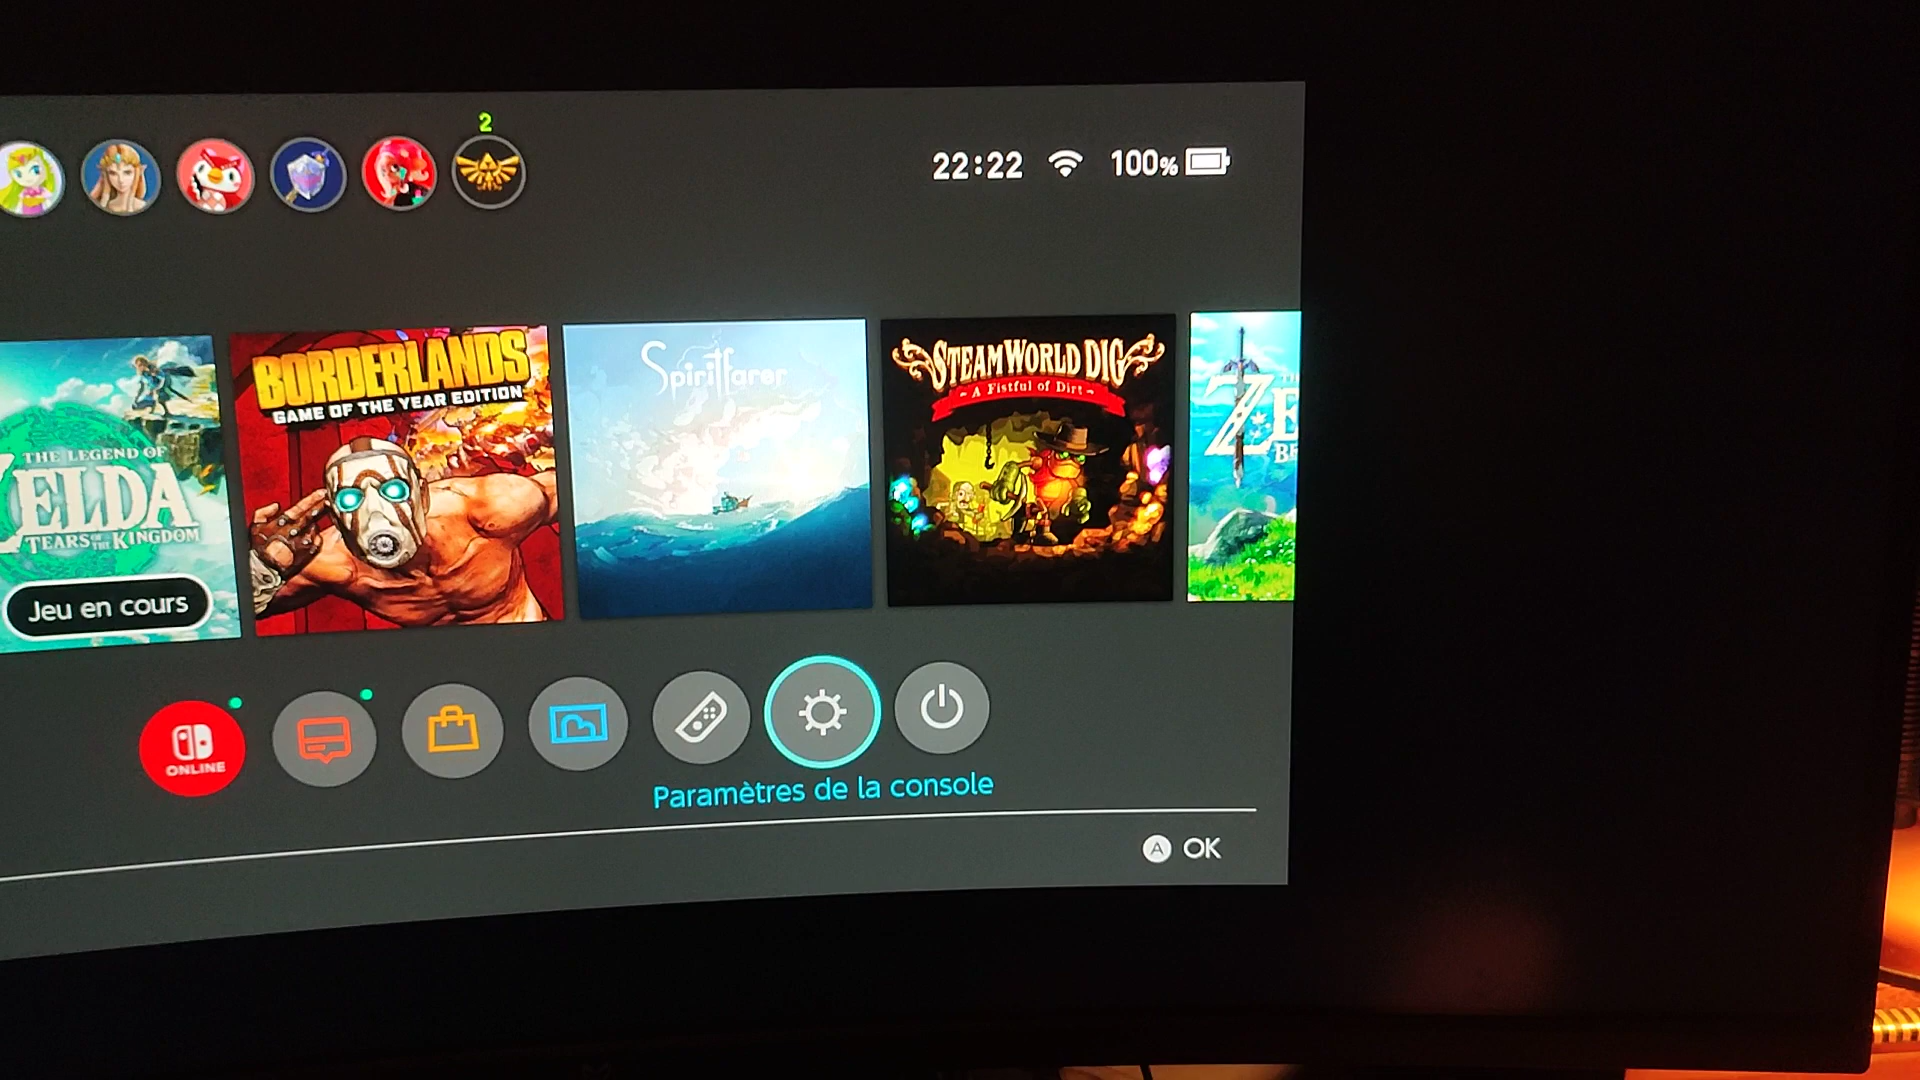 2
22:22
100%
THE LEGEND OF
ZELDA
TEARS OF THE KINGDOM
Jeu en cours
BORDERLANDS
GAME OF THE YEAR EDITION
Spiritfarer
STEAMWORLD DIG
~ A Fistful of Dirt ~
ZE
ONLINE
Paramètres de la console
A OK